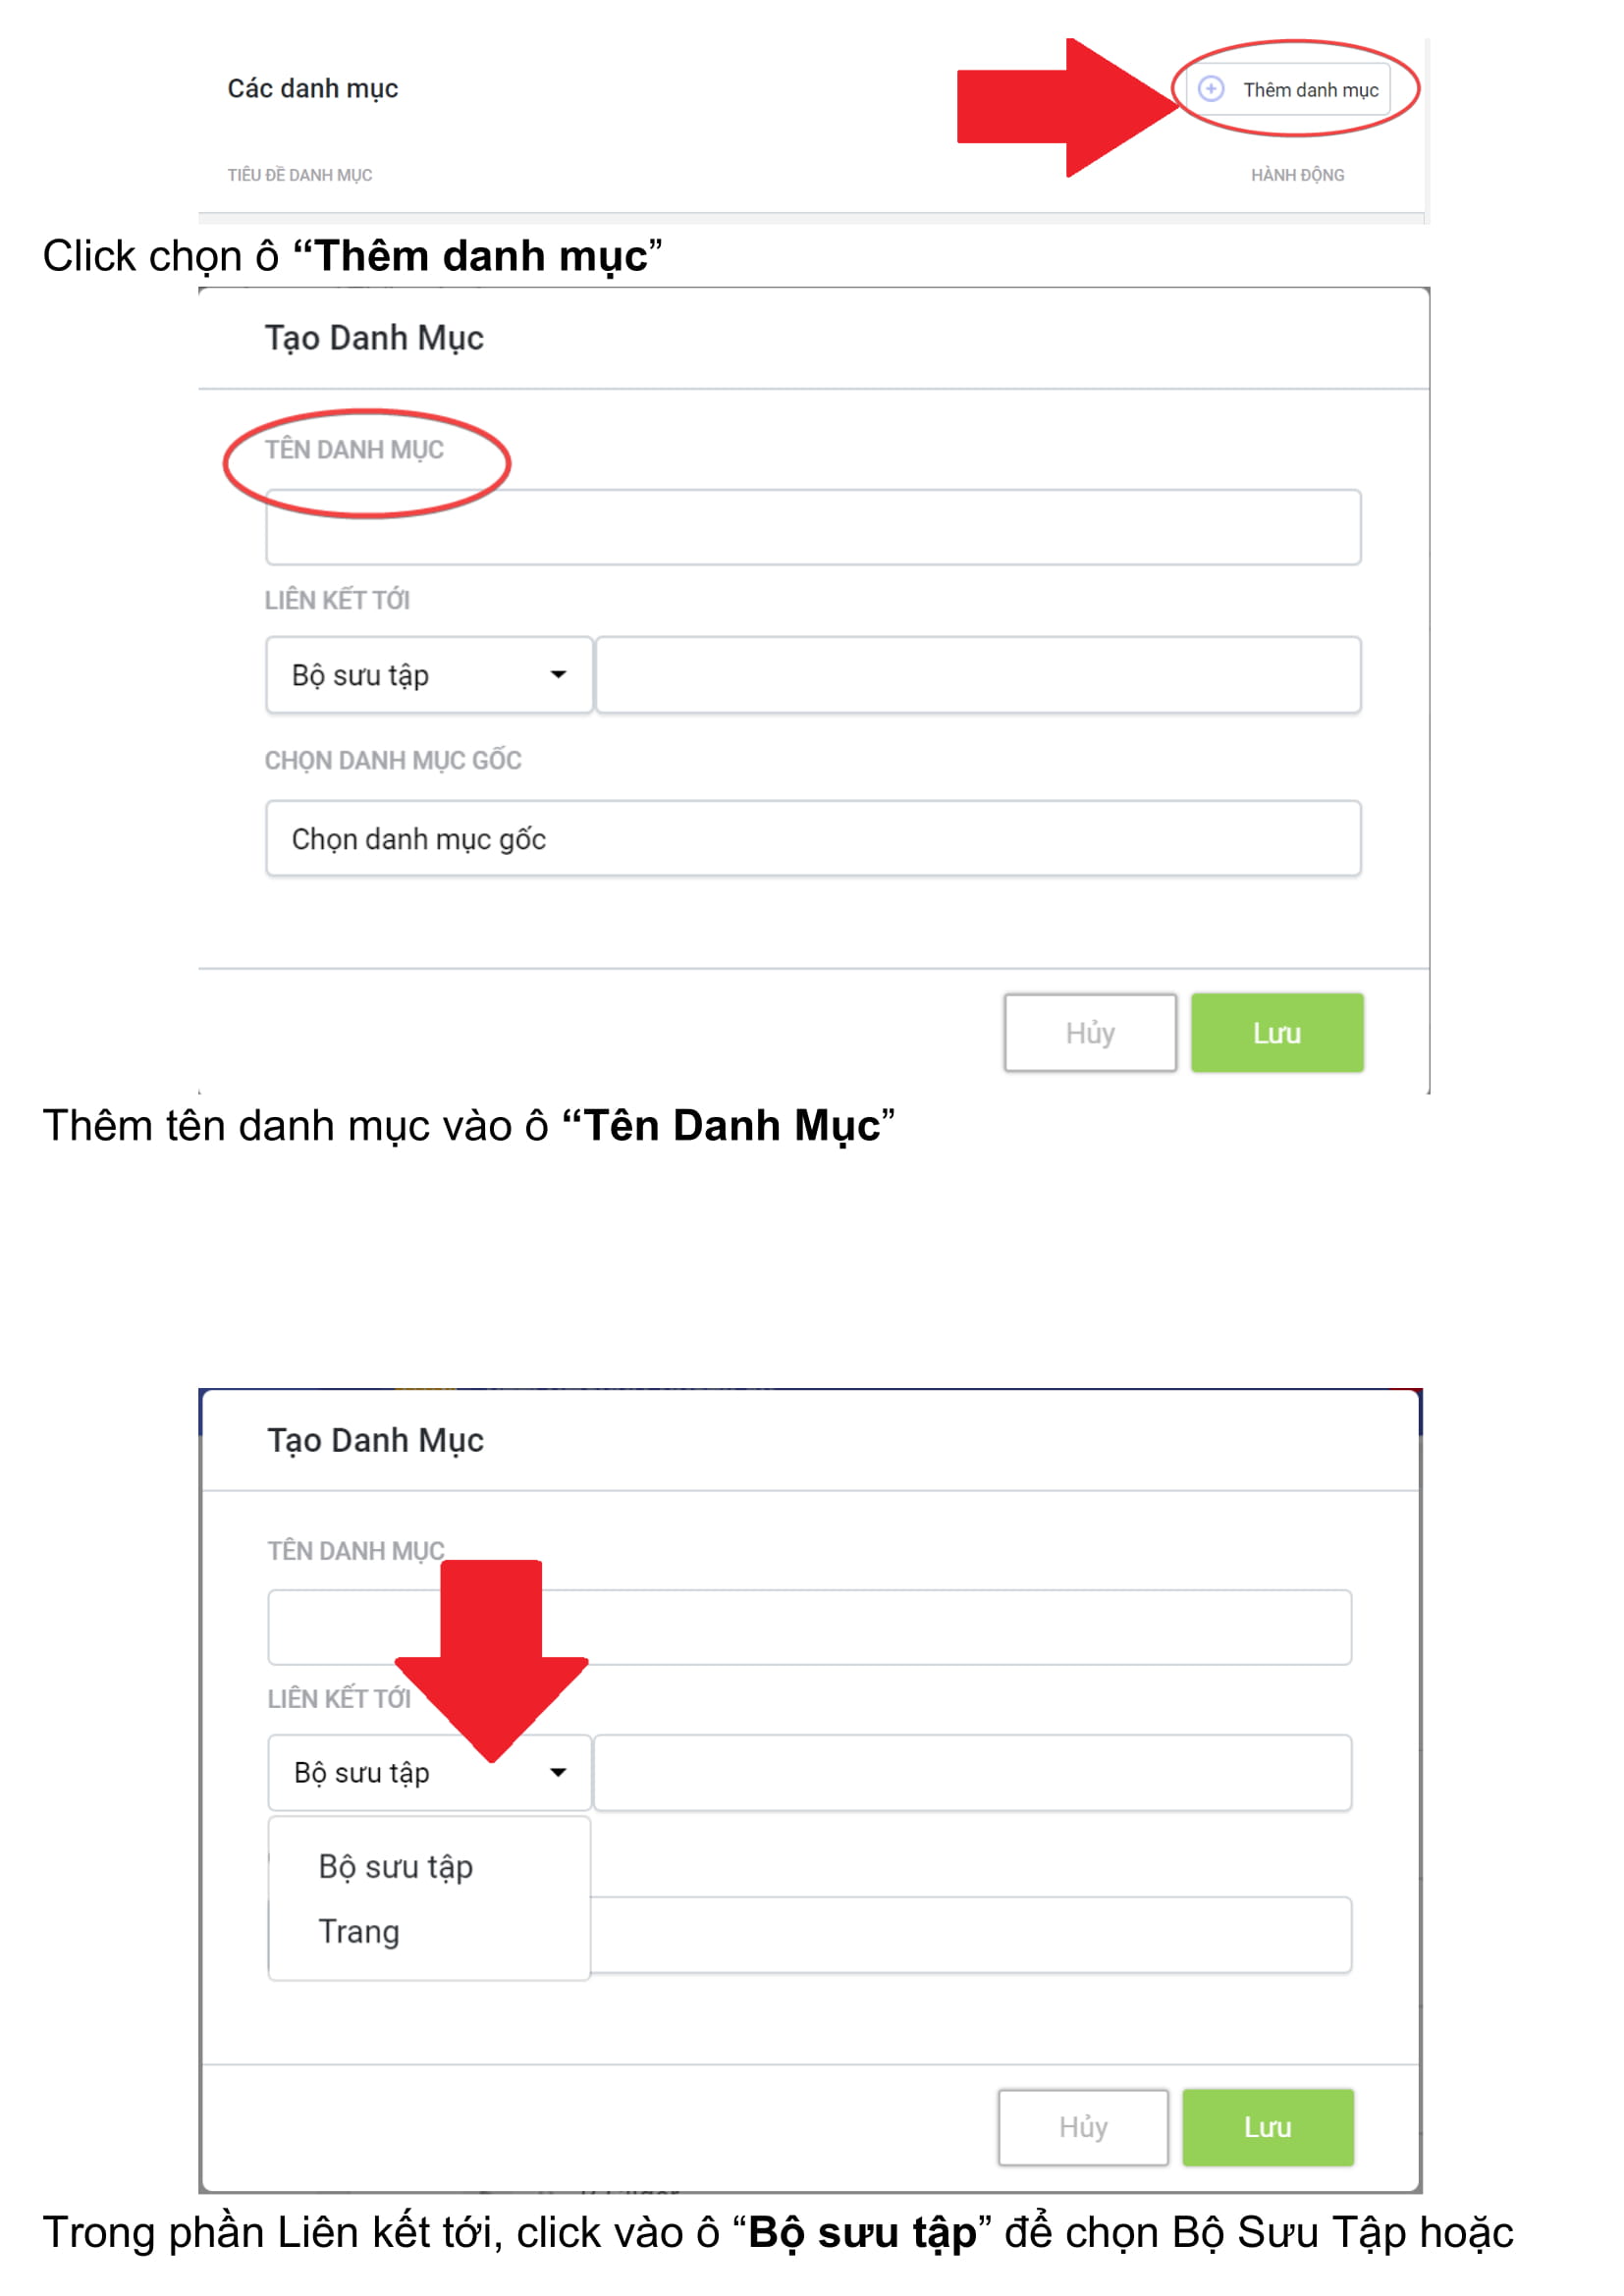 Các danh mục
Thêm danh mục
TIÊU ĐỀ DANH MỤC
HÀNH ĐỘNG
Click chọn ô “Thêm danh mục”
Tạo Danh Mục
TÊN DANH MỤC
LIÊN KẾT TỚI
Bộ sưu tập
CHỌN DANH MỤC GỐC
Chọn danh mục gốc
Hủy
Lưu
Thêm tên danh mục vào ô “Tên Danh Mục”
Tạo Danh Mục
TÊN DANH MỤC
LIÊN KẾT TỚI
Bộ sưu tập
Bộ sưu tập
Trang
Hủy
Lưu
Trong phần Liên kết tới, click vào ô “Bộ sưu tập” để chọn Bộ Sưu Tập hoặc